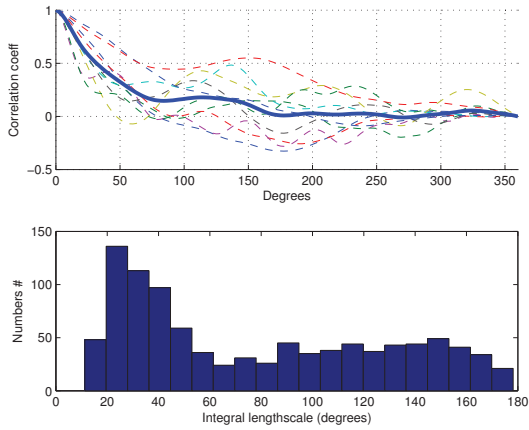 1
0.5
0
−0.5
Correlation coeff
0 50 100 150 200 250 300 350
Degrees
150
100
50
0
Numbers #
0 20 40 60 80 100 120 140 160 180
Integral lengthscale (degrees)